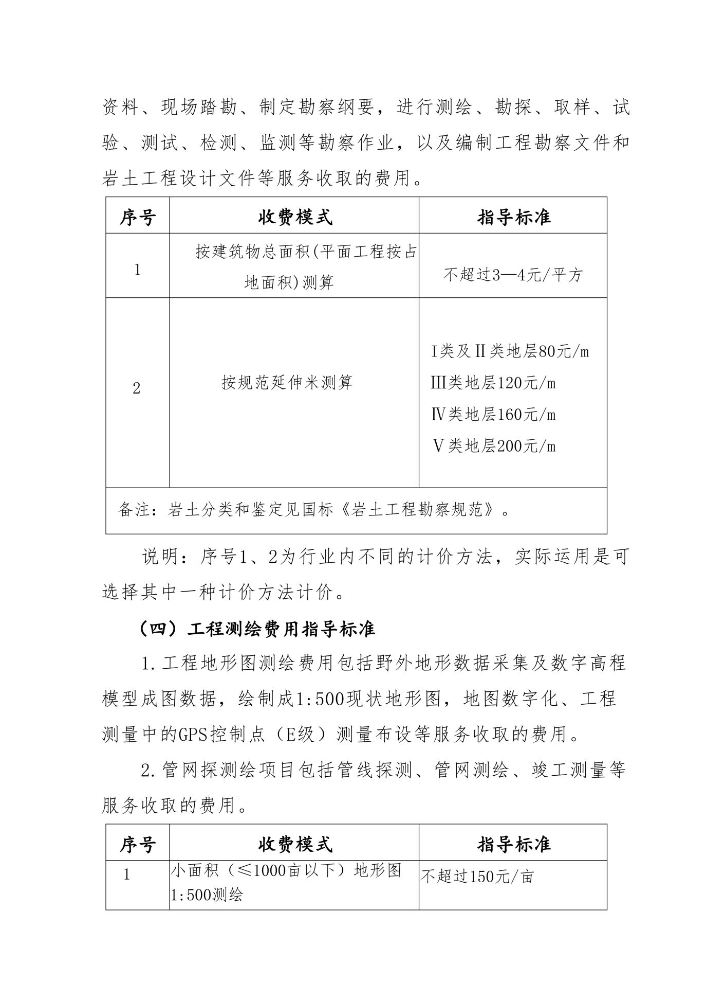 资料、现场踏勘、制定勘察纲要，进行测绘、勘探、取样、试
验、测试、检测、监测等勘察作业，以及编制工程勘察文件和
岩土工程设计文件等服务收取的费用。
序号 收费模式 指导标准
1 按建筑物总面积(平面工程按占
地面积)测算 不超过3—4元/平方
2 按规范延伸米测算
I类及Ⅱ类地层80元/m
Ⅲ类地层120元/m
Ⅳ类地层160元/m
Ⅴ类地层200元/m
备注：岩土分类和鉴定见国标《岩土工程勘察规范》。
说明：序号1、2为行业内不同的计价方法，实际运用是可
选择其中一种计价方法计价。
（四）工程测绘费用指导标准
1.工程地形图测绘费用包括野外地形数据采集及数字高程
模型成图数据，绘制成1:500现状地形图，地图数字化、工程
测量中的GPS控制点（E级）测量布设等服务收取的费用。
2.管网探测绘项目包括管线探测、管网测绘、竣工测量等
服务收取的费用。
序号 收费模式 指导标准
1 小面积（≤1000亩以下）地形图 不超过150元/亩
1:500测绘